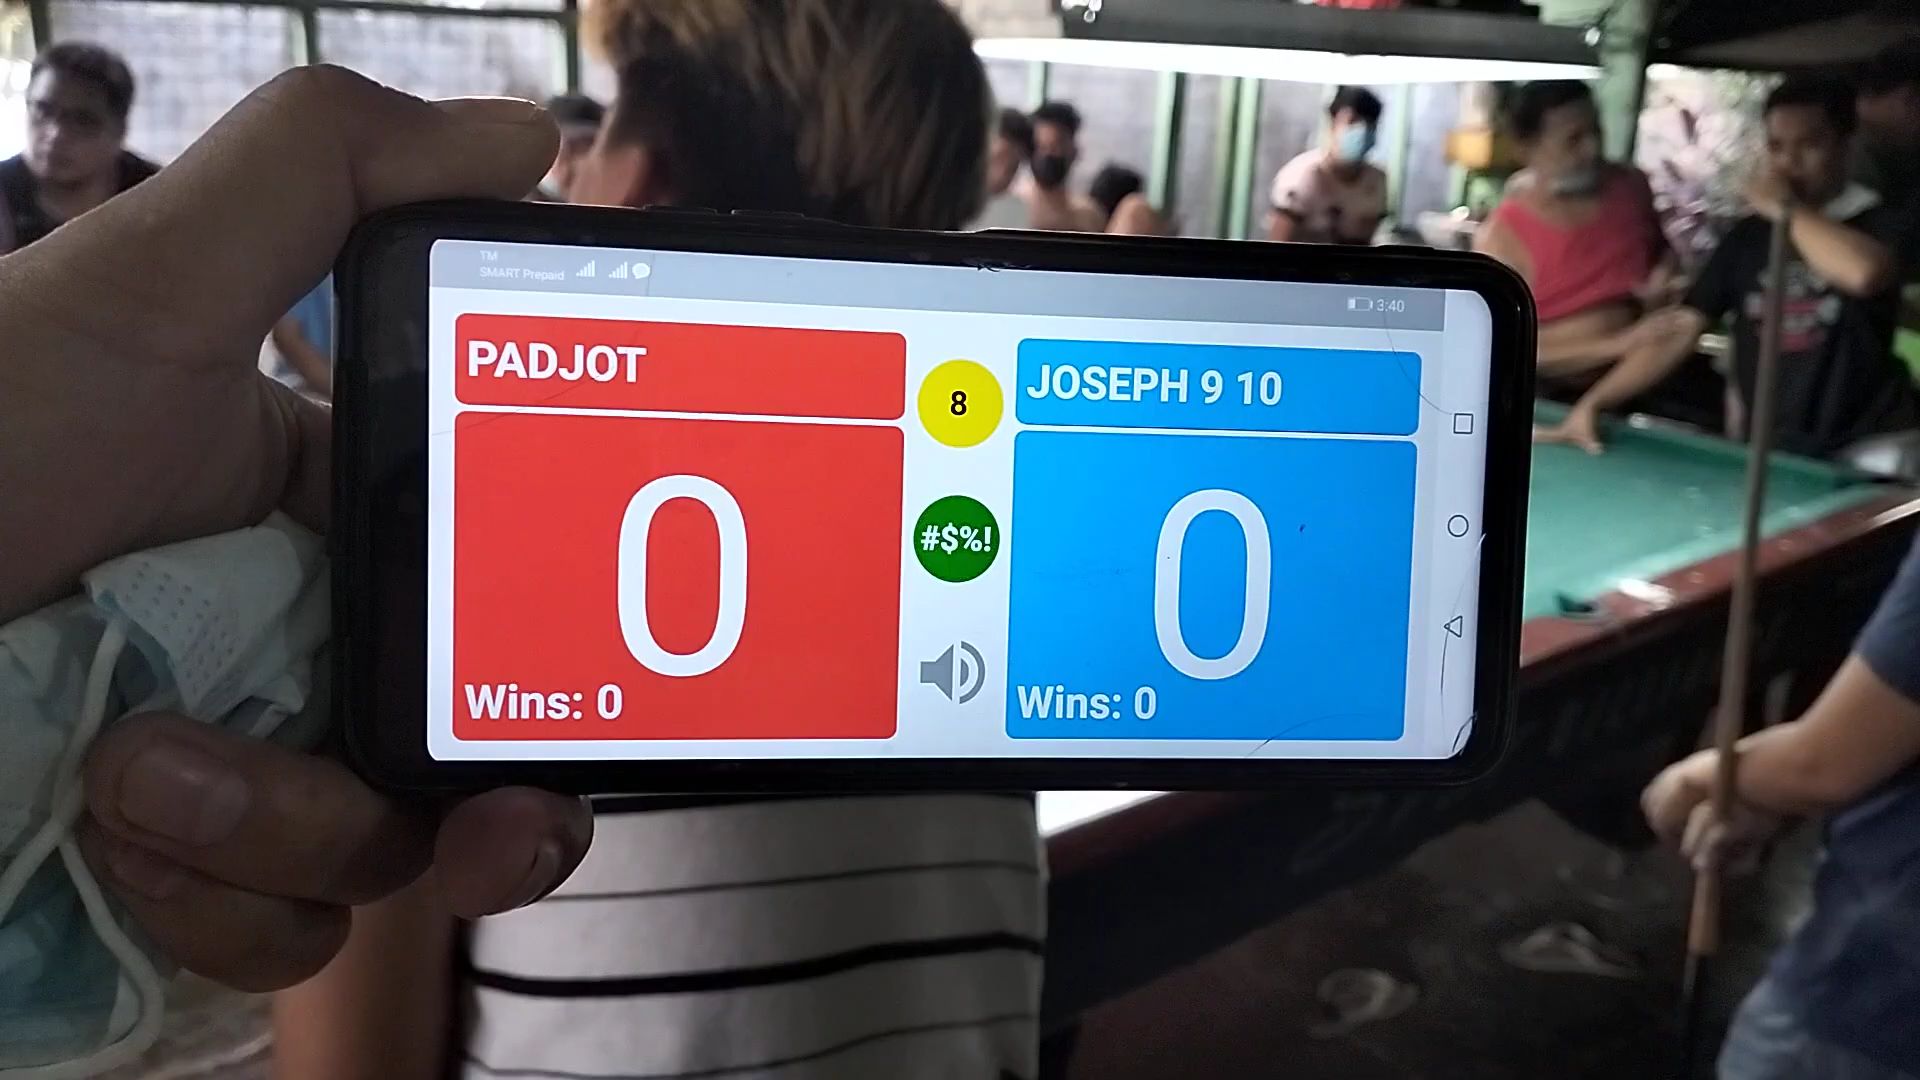 TM
SMART Prepaid
3:40
PADJOT
8
JOSEPH 9 10
0
#$%!
0
Wins: 0
Wins: 0